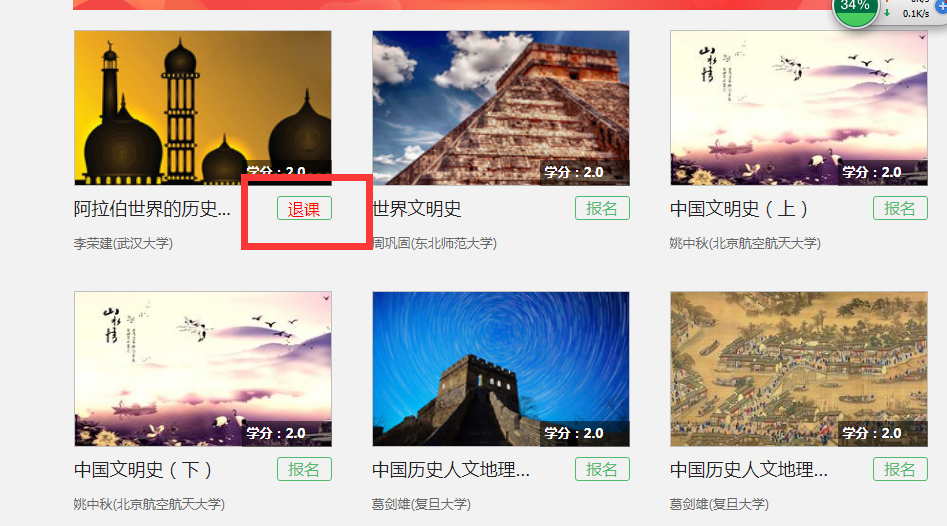 34%
0.1K/s
学分：2.0
学分：2.0
山水情
学分：2.0
阿拉伯世界的历史...
退课
世界文明史
报名
中国文明史（上）
报名
李荣建(武汉大学)
周巩固(东北师范大学)
姚中秋(北京航空航天大学)
山水情
学分：2.0
学分：2.0
学分：2.0
中国文明史（下）
报名
中国历史人文地理...
报名
中国历史人文地理...
报名
姚中秋(北京航空航天大学)
葛剑雄(复旦大学)
葛剑雄(复旦大学)